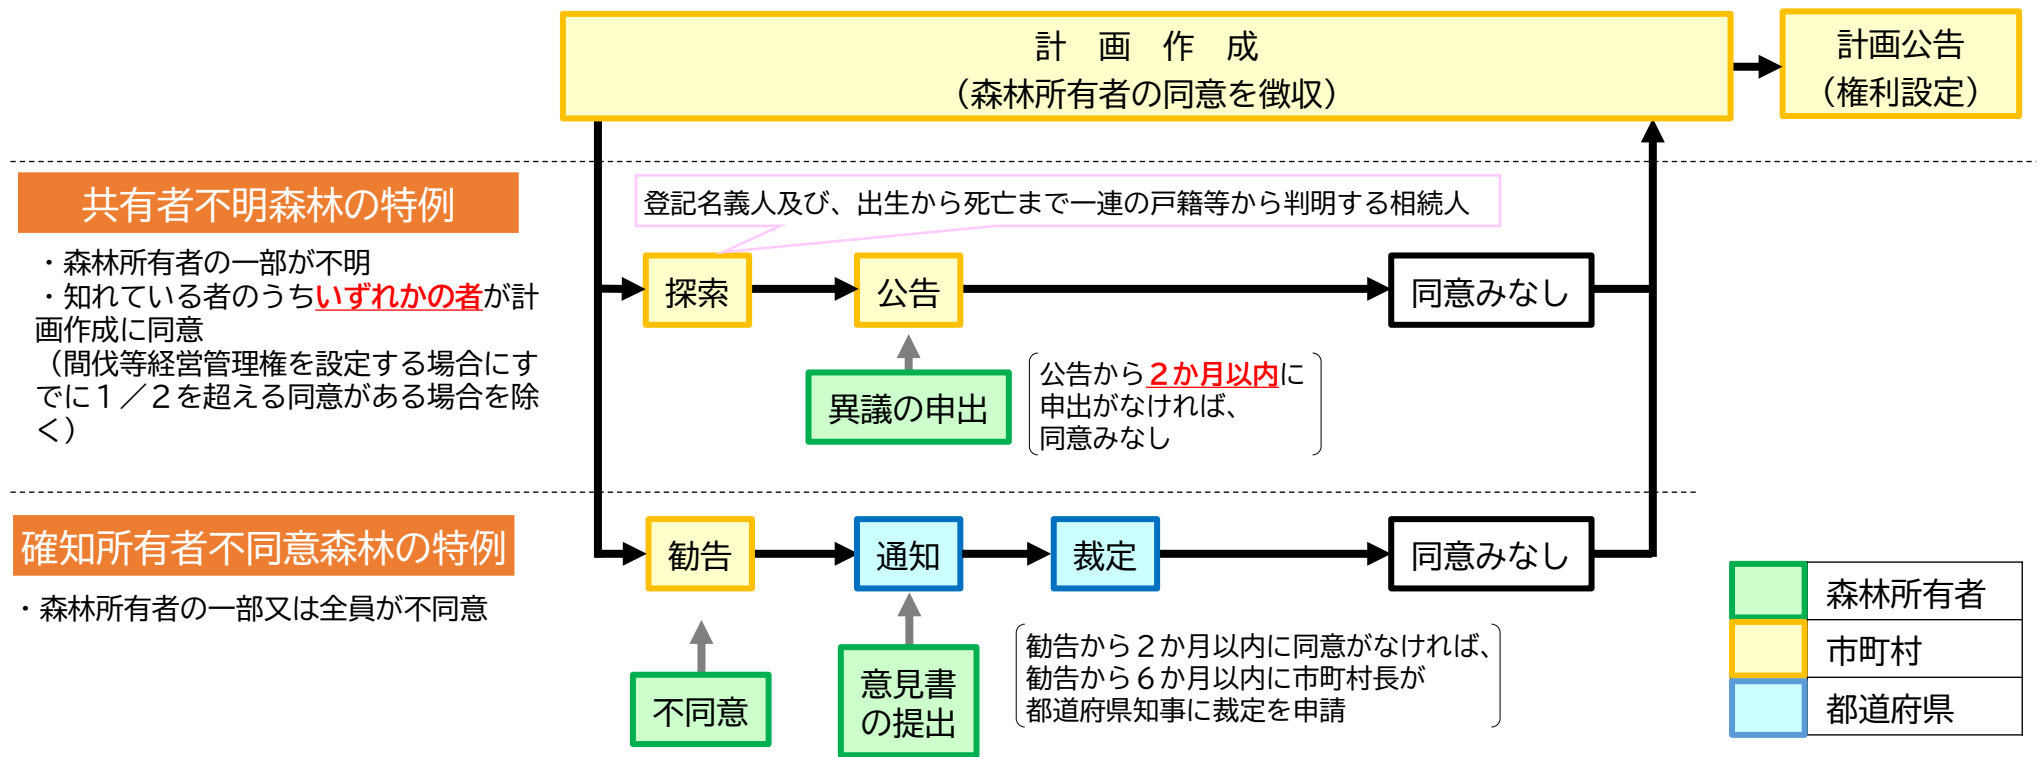 計　画　作　成
（森林所有者の同意を徴収）
計画公告
（権利設定）
共有者不明森林の特例
・森林所有者の一部が不明
・知れている者のうちいずれかの者が計
画作成に同意
（間伐等経営管理権を設定する場合にす
でに１／２を超える同意がある場合を除
く）
登記名義人及び、出生から死亡まで一連の戸籍等から判明する相続人
探索
公告
同意みなし
異議の申出
公告から２か月以内に
申出がなければ、
同意みなし
確知所有者不同意森林の特例
・森林所有者の一部又は全員が不同意
勧告
通知
裁定
同意みなし
不同意
意見書
の提出
勧告から２か月以内に同意がなければ、
勧告から６か月以内に市町村長が
都道府県知事に裁定を申請
森林所有者
市町村
都道府県